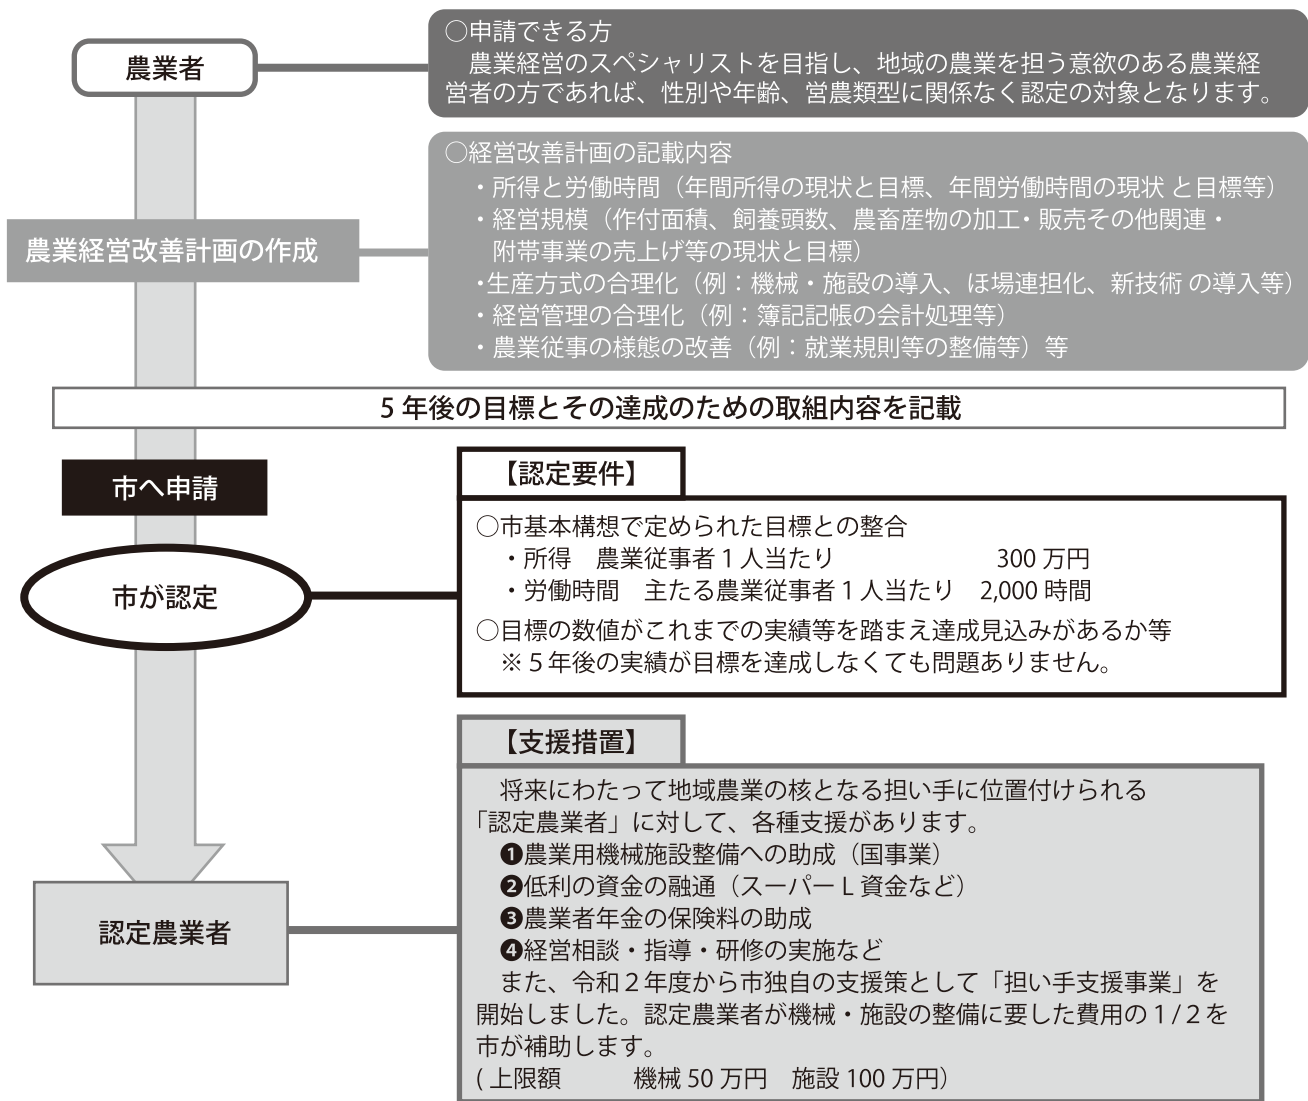 農業者
○申請できる方
農業経営のスペシャリストを目指し、地域の農業を担う意欲のある農業経
営者の方であれば、性別や年齢、営農類型に関係なく認定の対象となります。
農業経営改善計画の作成
○経営改善計画の記載内容
・所得と労働時間（年間所得の現状と目標、年間労働時間の現状 と目標等）
・経営規模（作付面積、飼養頭数、農畜産物の加工・販売その他関連・
附帯事業の売上げ等の現状と目標）
・生産方式の合理化（例：機械・施設の導入、ほ場連担化、新技術 の導入等）
・経営管理の合理化（例：簿記記帳の会計処理等）
・農業従事の様態の改善（例：就業規則等の整備等）等
5 年後の目標とその達成のための取組内容を記載
市へ申請
市が認定
【認定要件】
○市基本構想で定められた目標との整合
・所得　農業従事者１人当たり　300 万円
・労働時間　主たる農業従事者１人当たり　2,000 時間
○目標の数値がこれまでの実績等を踏まえ達成見込みがあるか等
※５年後の実績が目標を達成しなくても問題ありません。
認定農業者
【支援措置】
将来にわたって地域農業の核となる担い手に位置付けられる
「認定農業者」に対して、各種支援があります。
❶農業用機械施設整備への助成（国事業）
❷低利の資金の融通（スーパーＬ資金など）
❸農業者年金の保険料の助成
❹経営相談・指導・研修の実施など
また、令和２年度から市独自の支援策として「担い手支援事業」を
開始しました。認定農業者が機械・施設の整備に要した費用の１/２を
市が補助します。
( 上限額　機械 50 万円　施設 100 万円）